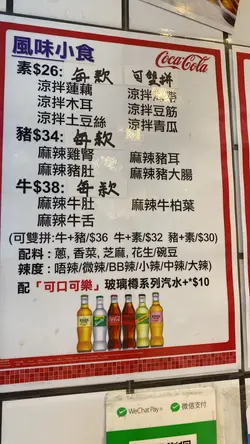 風味小食
Coca-Cola
素$26: 每款 可雙拼
涼拌蓮藕 涼拌海帶
涼拌木耳 涼拌豆筋
涼拌土豆絲 涼拌青瓜
豬$34: 每款
麻辣雞腎 麻辣豬耳
麻辣豬肚 麻辣豬大腸
牛$38: 每款
麻辣牛肚 麻辣牛柏葉
麻辣牛舌
(可雙拼:牛+豬/$36 牛+素/$32 豬+素/$30)
配料: 蔥, 香菜, 芝麻, 花生, 碗豆
辣度: 唔辣/微辣/BB辣/小辣/中辣/大辣
配「可口可樂」玻璃樽系列汽水+*$10
WeChat Pay
微信支付